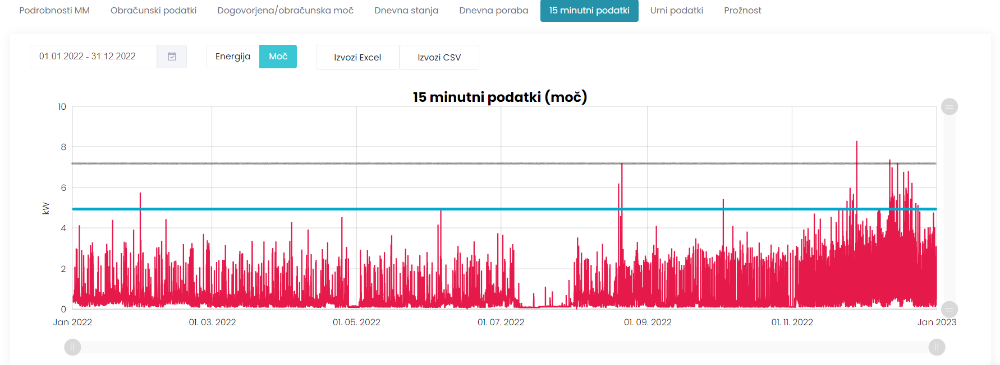 Podrobnosti MM Obračunski podatki Dogovorjena/obračunska moč Dnevna stanja Dnevna poraba 15 minutni podatki Urni podatki Prožnost
01.01.2022 - 31.12.2022 Energija Moč Izvozi Excel Izvozi CSV
15 minutni podatki (moč)
10
8
6
kW
4
2
0
Jan 2022 01. 03. 2022 01. 05. 2022 01. 07. 2022 01. 09. 2022 01. 11. 2022 Jan 2023